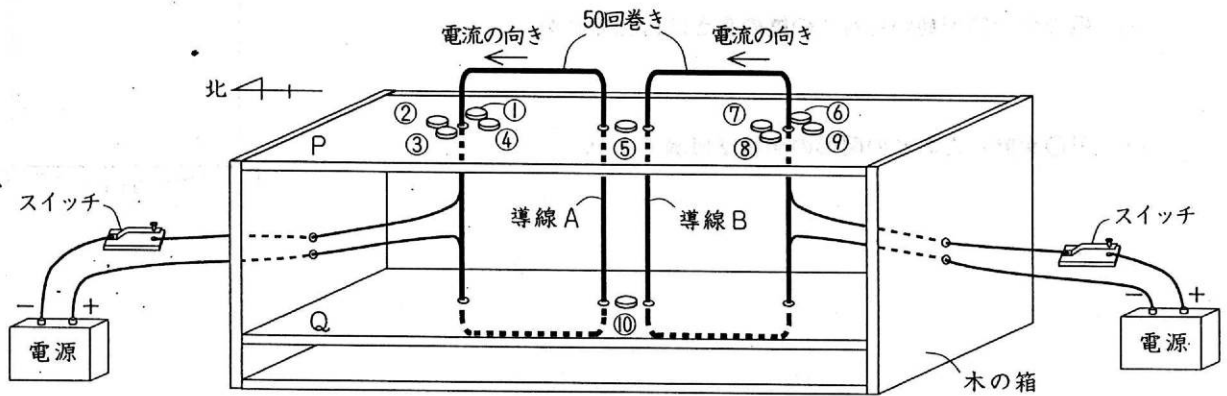 50回巻き
電流の向き
電流の向き
北
①
②
③
④
⑤
⑥
⑦
⑧
⑨
P
スイッチ
導線A
導線B
スイッチ
− +
電源
Q
⑩
− +
電源
木の箱